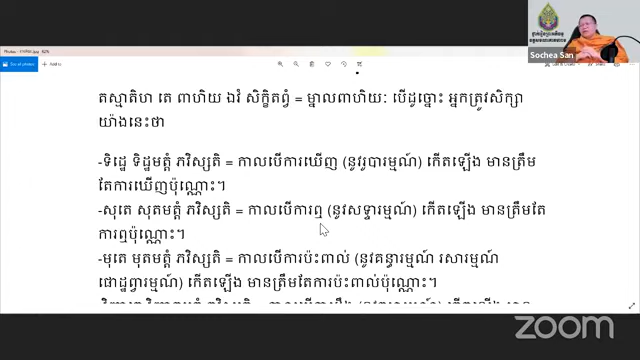 Sochea San
See all photos
Add to
តស្មាតិហ តេ ពាហិយ ឯវំ សិក្ខិតព្វំ = ម្នាលពាហិយៈ បើដូច្នោះ អ្នកត្រូវសិក្សា
យ៉ាងនេះថា
-ទិដ្ឋេ ទិដ្ឋមត្តំ ភវិស្សតិ = កាលបើការឃើញ (នូវរូបារម្មណ៍) កើតឡើង មានត្រឹម
តែការឃើញប៉ុណ្ណោះ។
-សុតេ សុតមត្តំ ភវិស្សតិ = កាលបើការឮ (នូវសទ្ទារម្មណ៍) កើតឡើង មានត្រឹមតែ
ការឮប៉ុណ្ណោះ។
-មុតេ មុតមត្តំ ភវិស្សតិ = កាលបើការប៉ះពាល់ (នូវគន្ធារម្មណ៍ រសារម្មណ៍
ផោដ្ឋព្វារម្មណ៍) កើតឡើង មានត្រឹមតែការប៉ះពាល់ប៉ុណ្ណោះ។
zoom